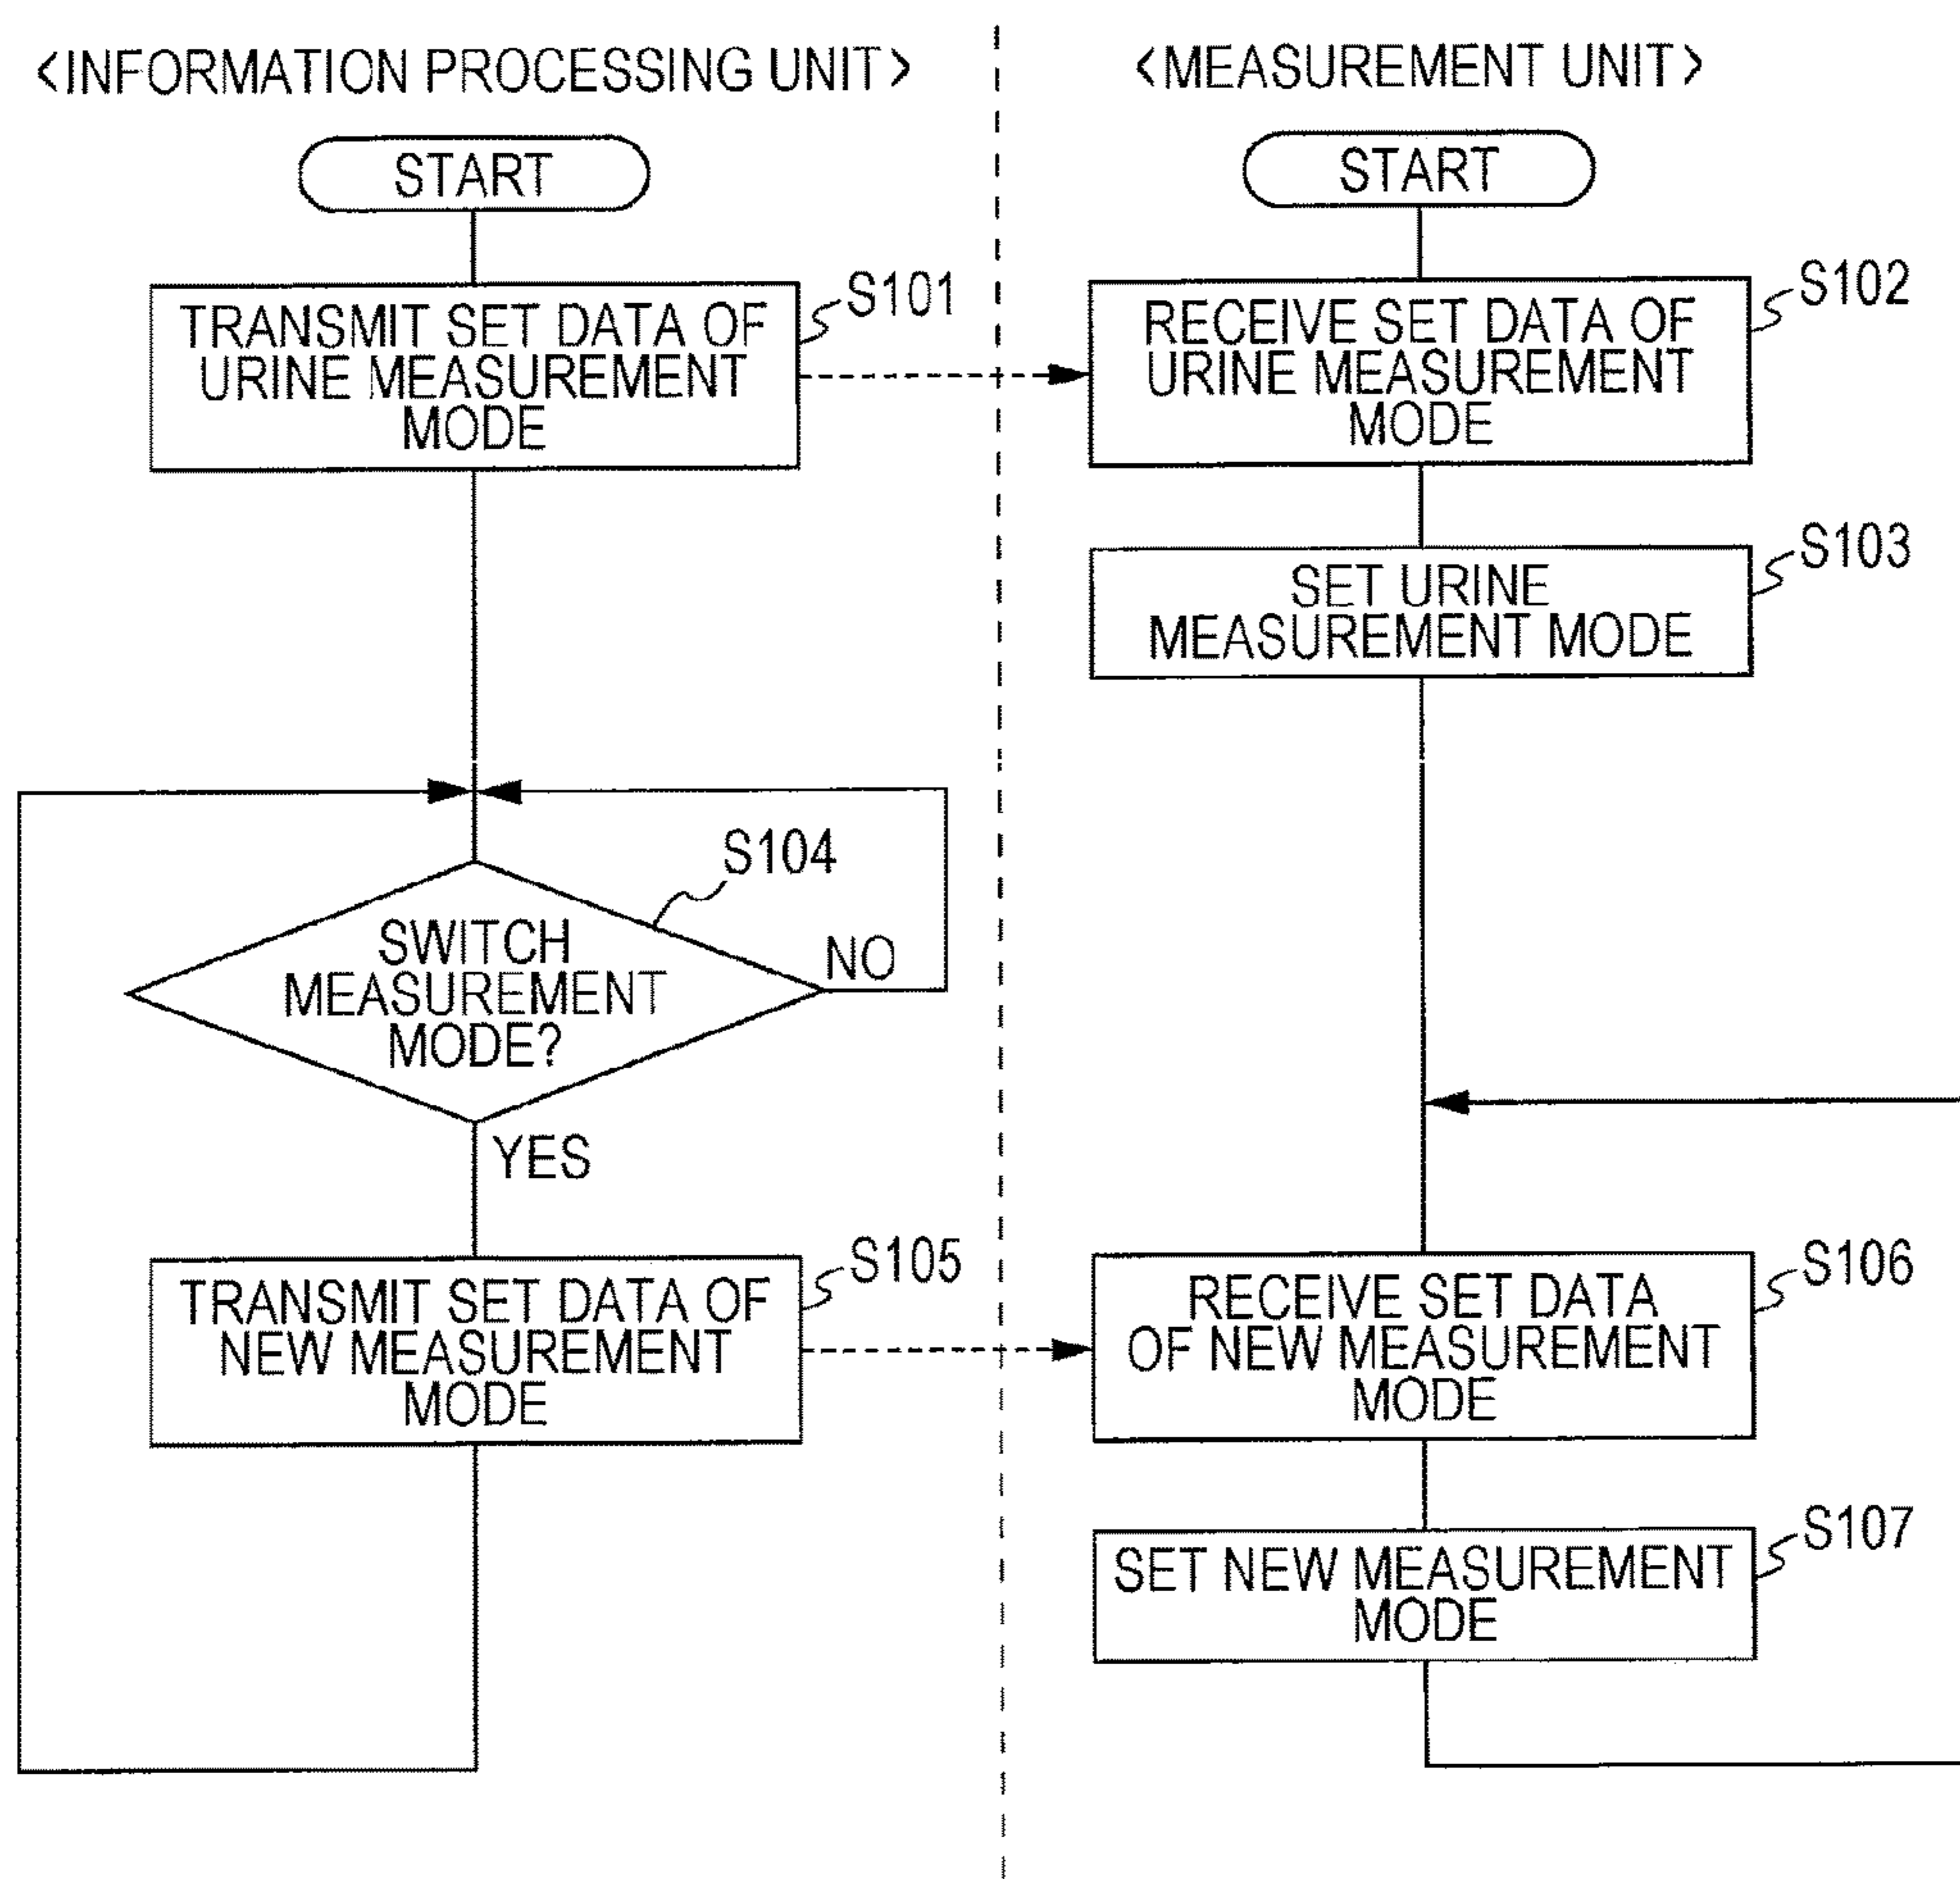 <INFORMATION PROCESSING UNIT>
START
S101
TRANSMIT SET DATA OF
URINE MEASUREMENT
MODE
S104
SWITCH
MEASUREMENT
MODE?
NO
YES
S105
TRANSMIT SET DATA OF
NEW MEASUREMENT
MODE
<MEASUREMENT UNIT>
START
S102
RECEIVE SET DATA OF
URINE MEASUREMENT
MODE
S103
SET URINE
MEASUREMENT MODE
S106
RECEIVE SET DATA
OF NEW MEASUREMENT
MODE
S107
SET NEW MEASUREMENT
MODE